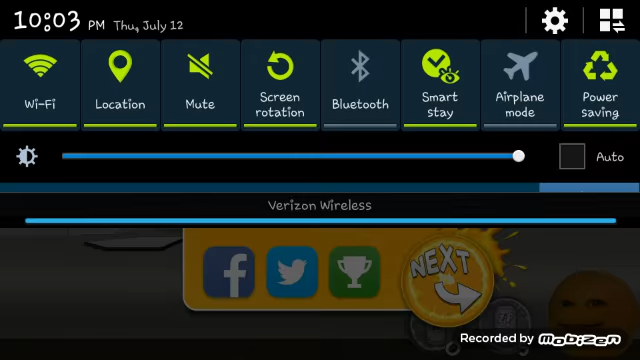 10:03 PM Thu, July 12
Wi-Fi
Location
Mute
Screen rotation
Bluetooth
Smart stay
Airplane mode
Power saving
Auto
Verizon Wireless
NEXT
Recorded by mobizen